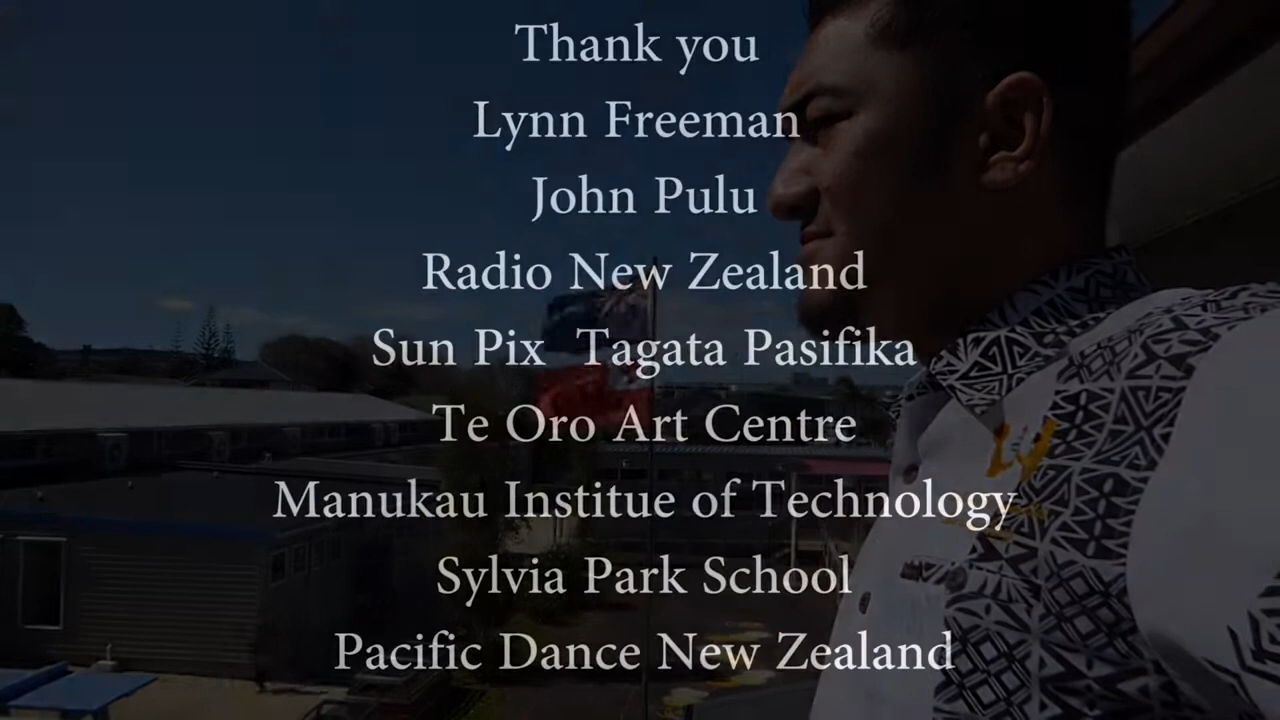 Thank you
Lynn Freeman
John Pulu
Radio New Zealand
Sun Pix  Tagata Pasifika
Te Oro Art Centre
Manukau Institue of Technology
Sylvia Park School
Pacific Dance New Zealand